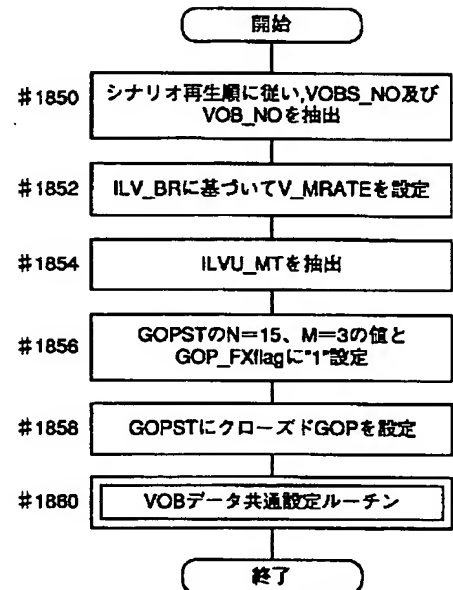 開始
#1850
シナリオ再生順に従い,VOBS_NO及び
VOB_NOを抽出
#1852
ILV_BRに基づいてV_MRATEを設定
#1854
ILVU_MTを抽出
#1856
GOPSTのN=15、M=3の値と
GOP_FXflagに"1"設定
#1858
GOPSTにクローズドGOPを設定
#1860
VOBデータ共通設定ルーチン
終了